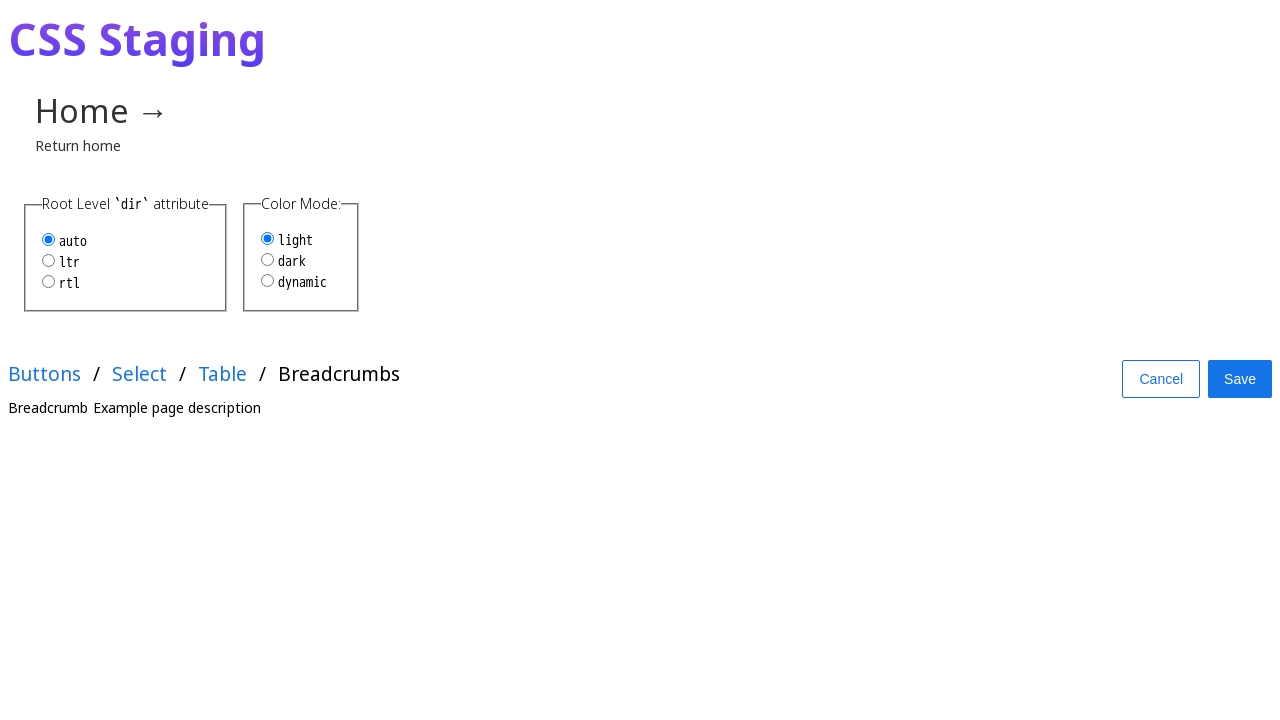 CSS Staging
Home →
Return home
Root Level `dir` attribute
auto
ltr
rtl
Color Mode:
light
dark
dynamic
Buttons / Select / Table / Breadcrumbs
Breadcrumb Example page description
Cancel
Save